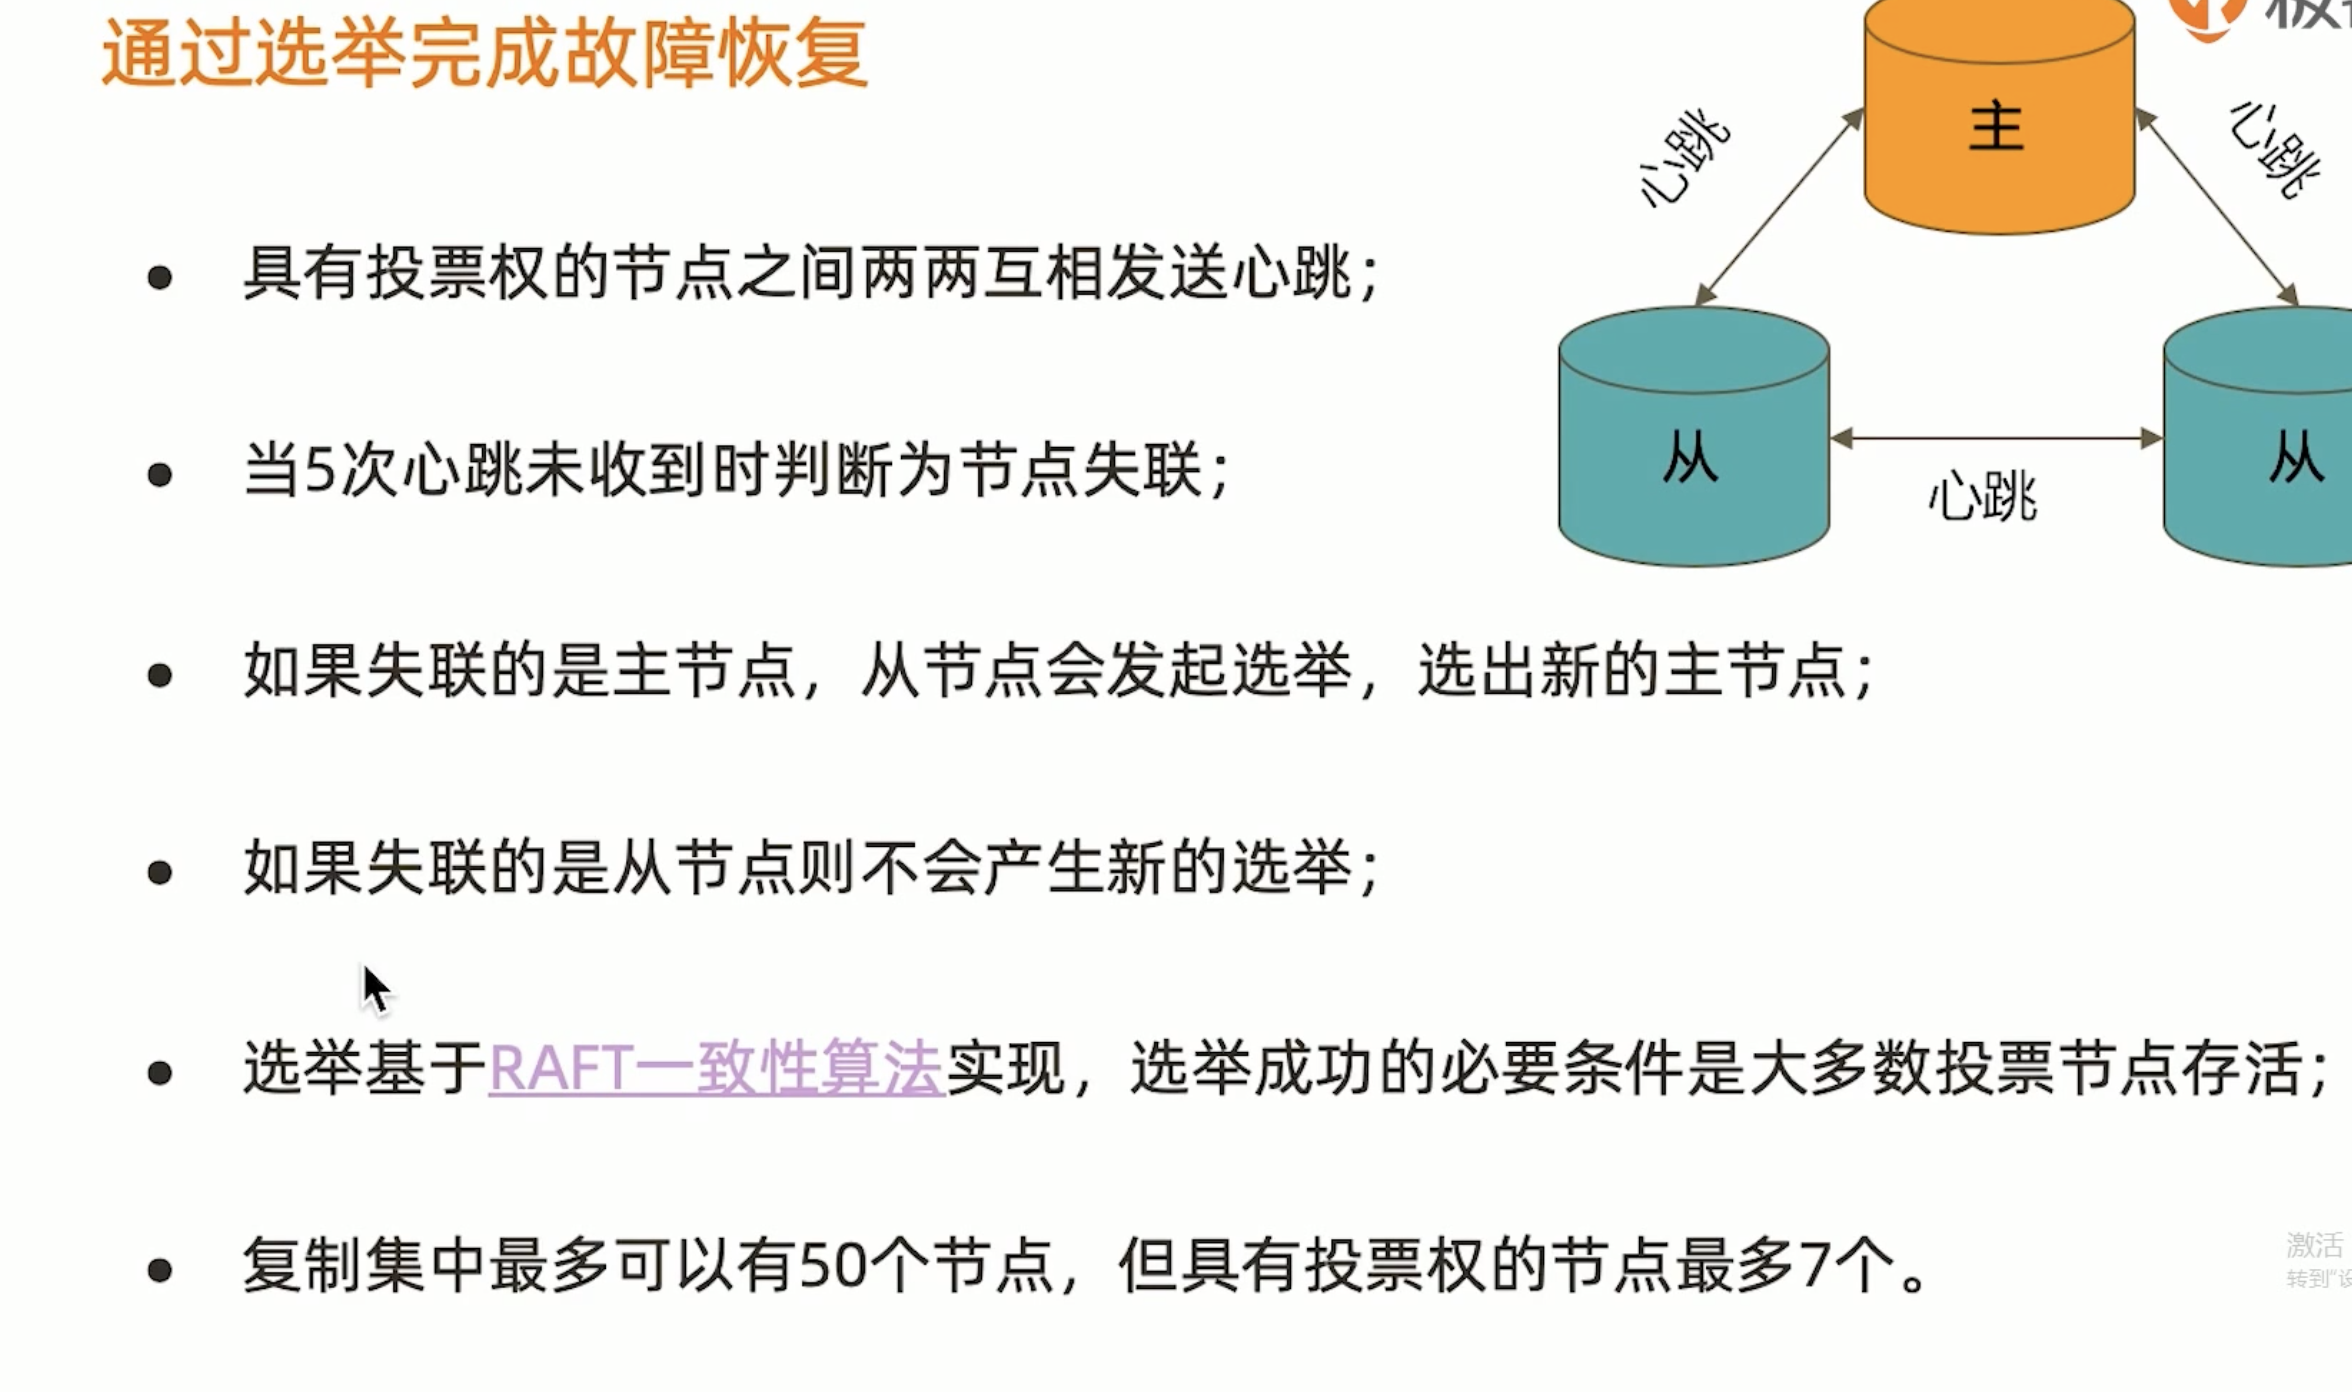 通过选举完成故障恢复
主
心跳
心跳
具有投票权的节点之间两两互相发送心跳；
当5次心跳未收到时判断为节点失联；
从
从
心跳
如果失联的是主节点，从节点会发起选举，选出新的主节点；
如果失联的是从节点则不会产生新的选举；
选举基于RAFT一致性算法实现，选举成功的必要条件是大多数投票节点存活；
复制集中最多可以有50个节点，但具有投票权的节点最多7个。
激活
转到“设